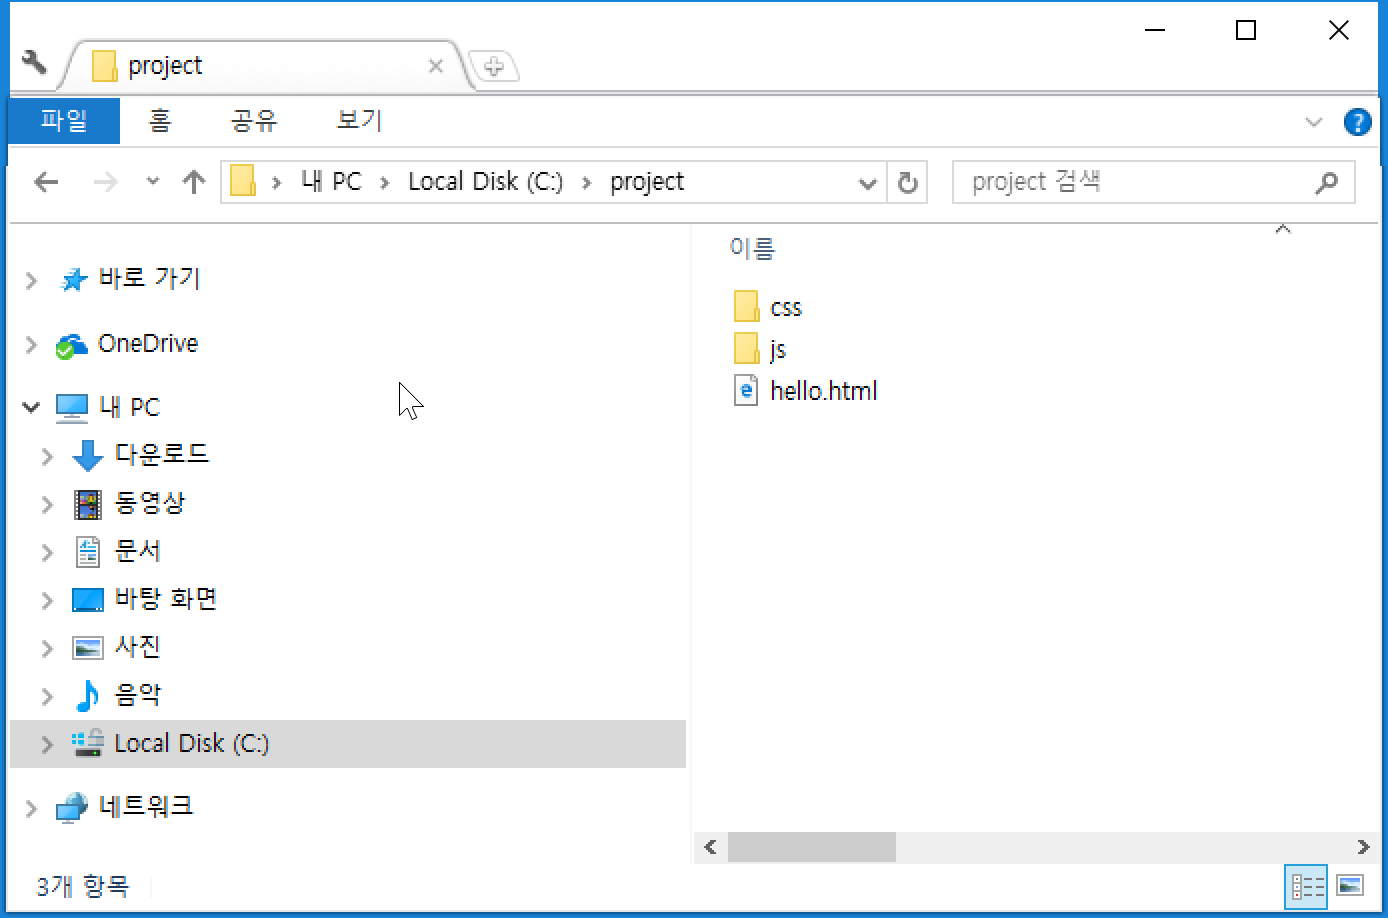 project
파일 홈 공유 보기
내 PC Local Disk (C:) project
project 검색
이름
css
js
hello.html
바로 가기
OneDrive
내 PC
다운로드
동영상
문서
바탕 화면
사진
음악
Local Disk (C:)
네트워크
3개 항목